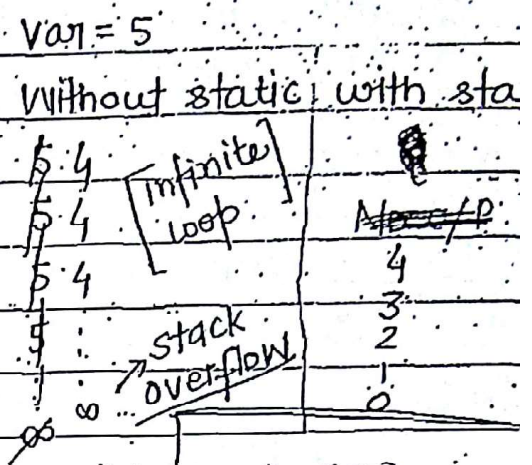 Var = 5
Without static with sta
5 4
5 4
5 4
5 :
[infinite loop]
∞ ∞ ...
stack
overflow
4
3
2
1
0